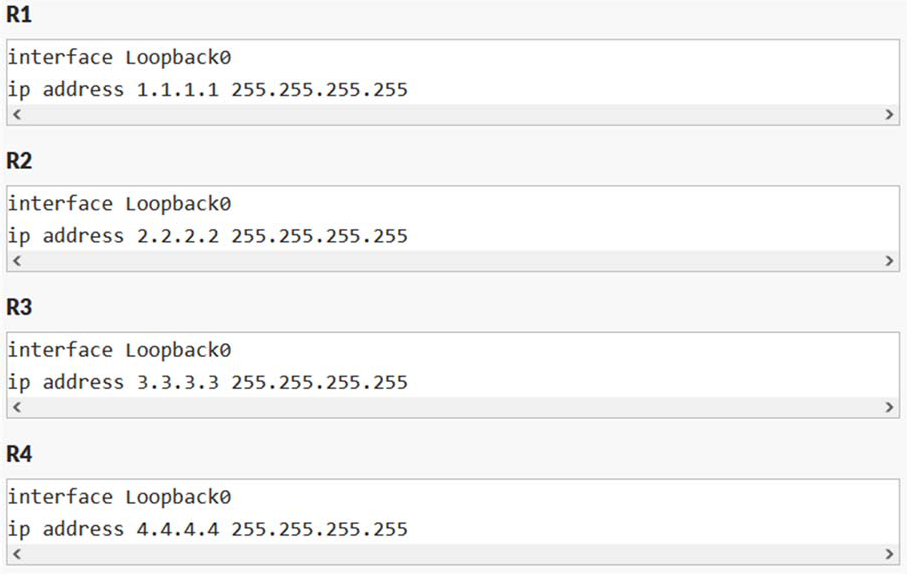 R1
interface Loopback0
ip address 1.1.1.1 255.255.255.255
R2
interface Loopback0
ip address 2.2.2.2 255.255.255.255
R3
interface Loopback0
ip address 3.3.3.3 255.255.255.255
R4
interface Loopback0
ip address 4.4.4.4 255.255.255.255